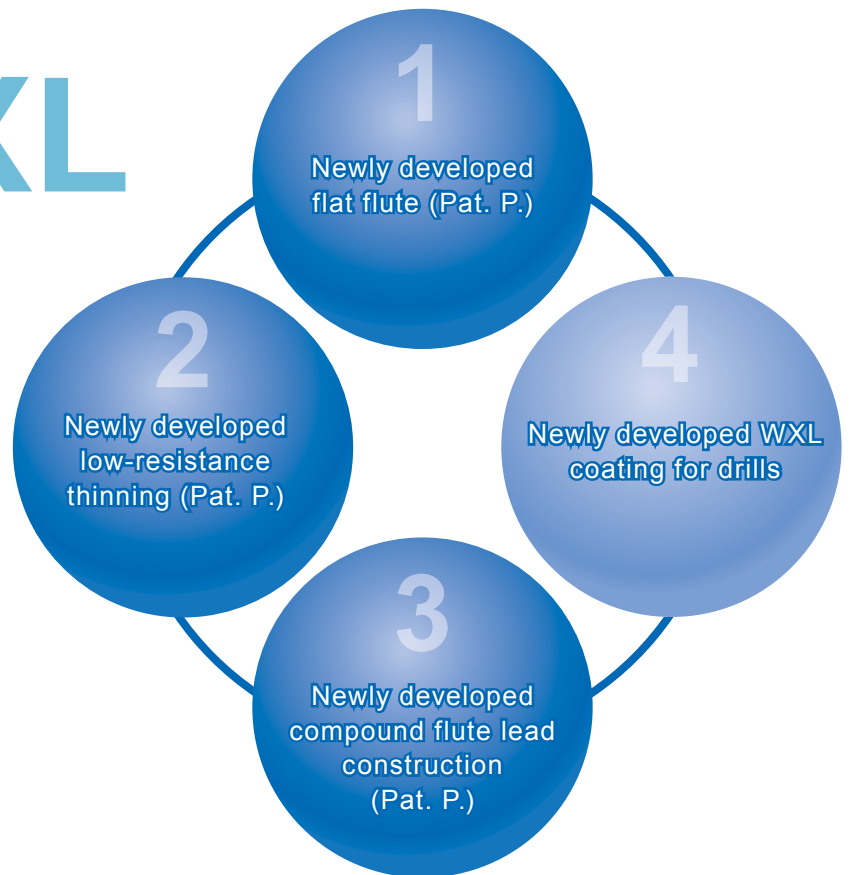 XL
1
Newly developed
flat flute (Pat. P.)
2
Newly developed
low-resistance
thinning (Pat. P.)
4
Newly developed WXL
coating for drills
3
Newly developed
compound flute lead
construction
(Pat. P.)